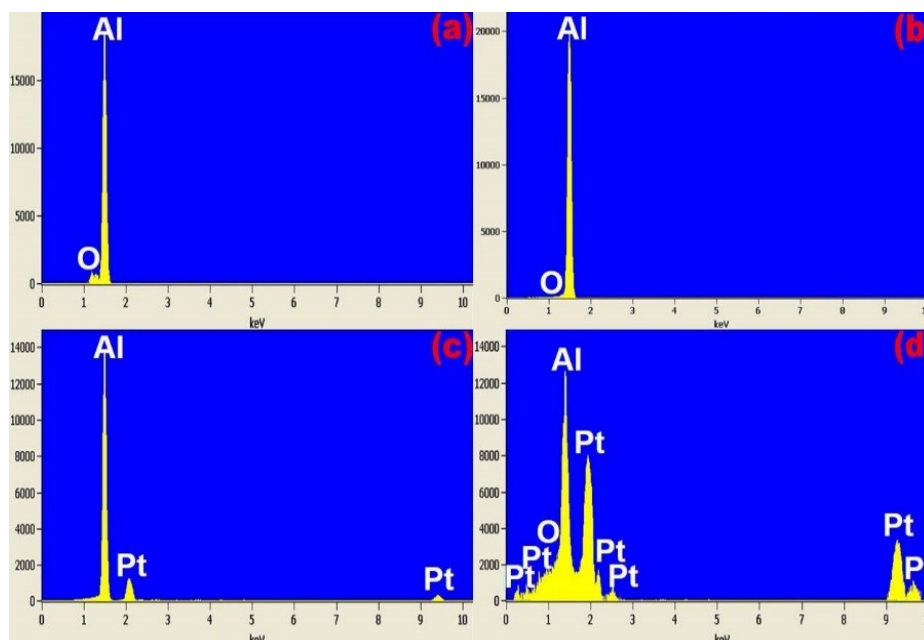 Al
(a)
15000
10000
5000
O
0
0 1 2 3 4 5 6 7 8 9 10
keV
Al
(b)
20000
15000
10000
5000
O
0
0 1 2 3 4 5 6 7 8 9 1
keV
Al
(c)
14000
12000
10000
8000
6000
4000
2000
Pt
Pt
0
0 1 2 3 4 5 6 7 8 9 10
keV
Al
(d)
14000
12000
10000
8000
6000
4000
2000
0
Pt
O
Pt
Pt
Pt
Pt
Pt
P
0 1 2 3 4 5 6 7 8 9
keV